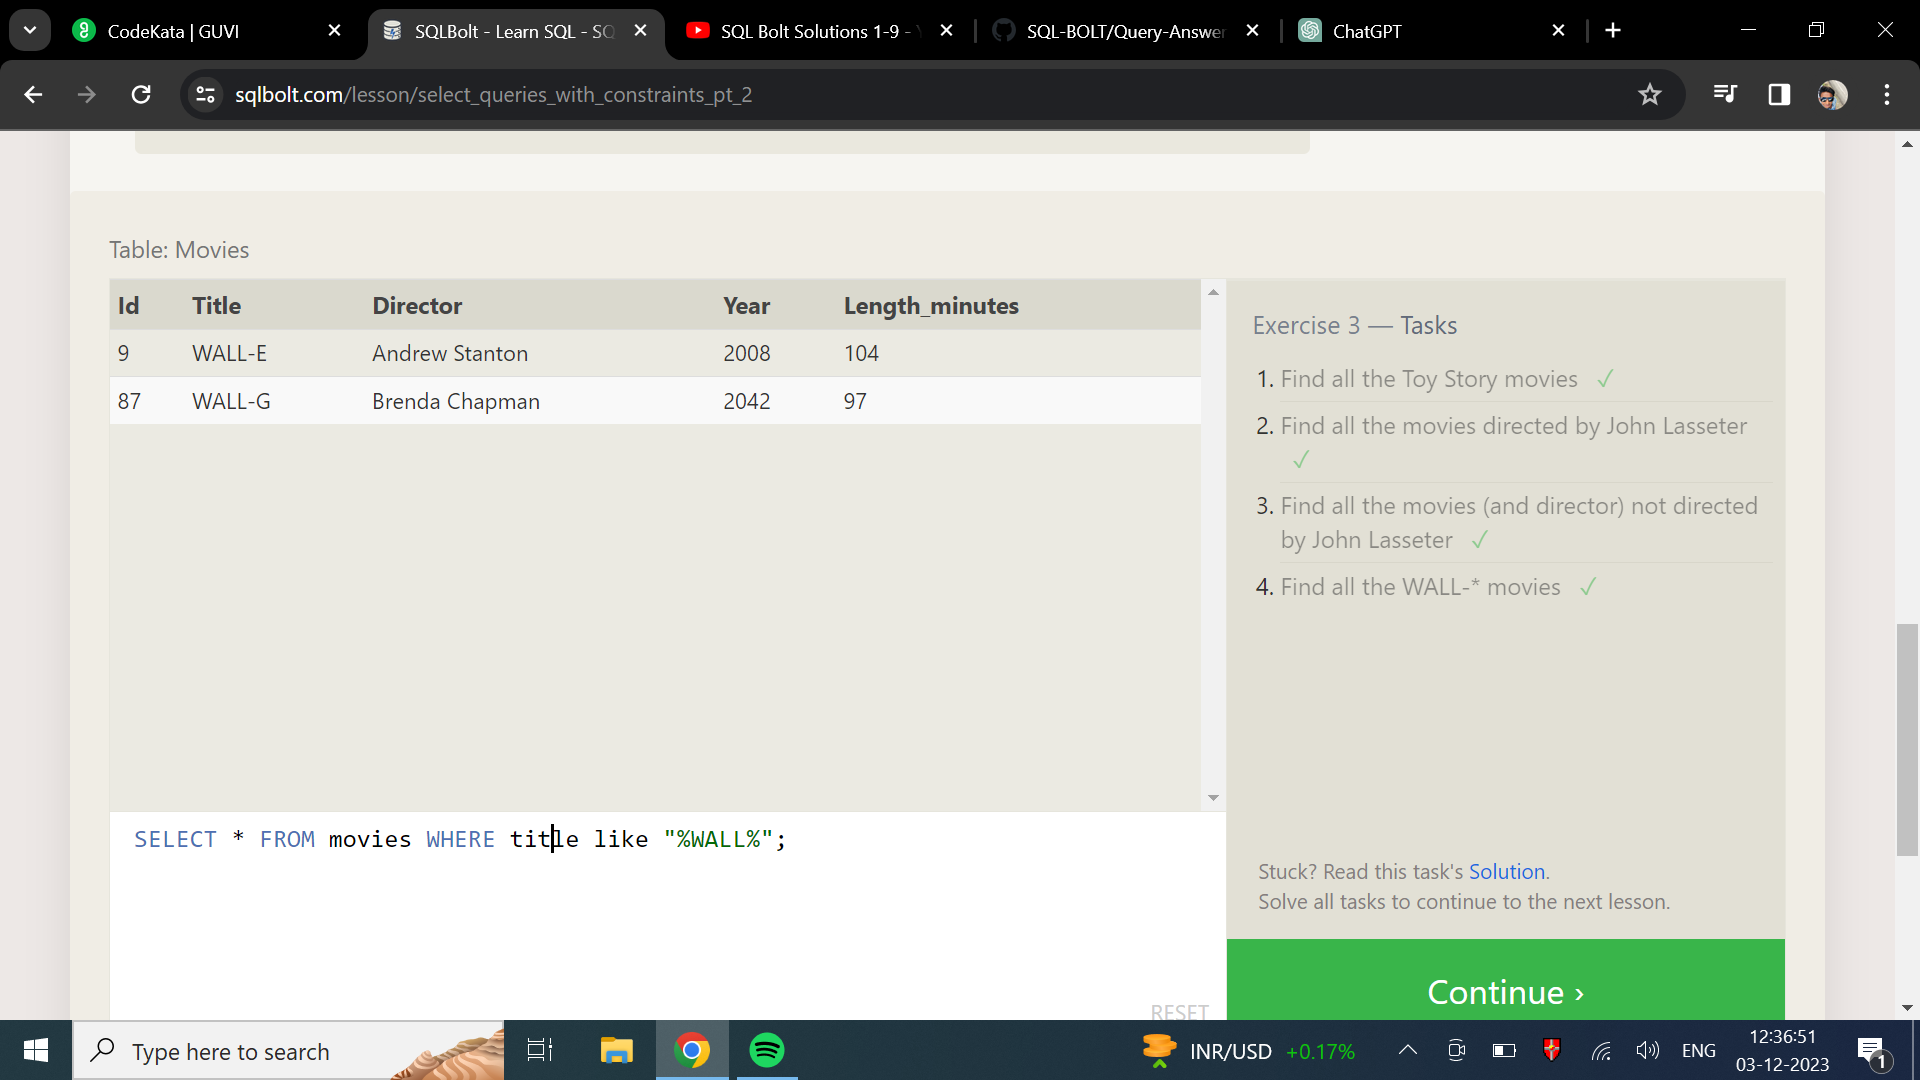 CodeKata | GUVI
SQLBolt - Learn SQL - SQ
SQL Bolt Solutions 1-9 -
SQL-BOLT/Query-Answer
ChatGPT
sqlbolt.com/lesson/select_queries_with_constraints_pt_2
Table: Movies
Id Title Director Year Length_minutes
9 WALL-E Andrew Stanton 2008 104
87 WALL-G Brenda Chapman 2042 97
Exercise 3 — Tasks
1. Find all the Toy Story movies ✓
2. Find all the movies directed by John Lasseter
✓
3. Find all the movies (and director) not directed
by John Lasseter ✓
4. Find all the WALL-* movies ✓
SELECT * FROM movies WHERE title like "%WALL%";
Stuck? Read this task's Solution.
Solve all tasks to continue to the next lesson.
RESET
Continue ›
Type here to search
INR/USD +0.17%
ENG
12:36:51
03-12-2023
1